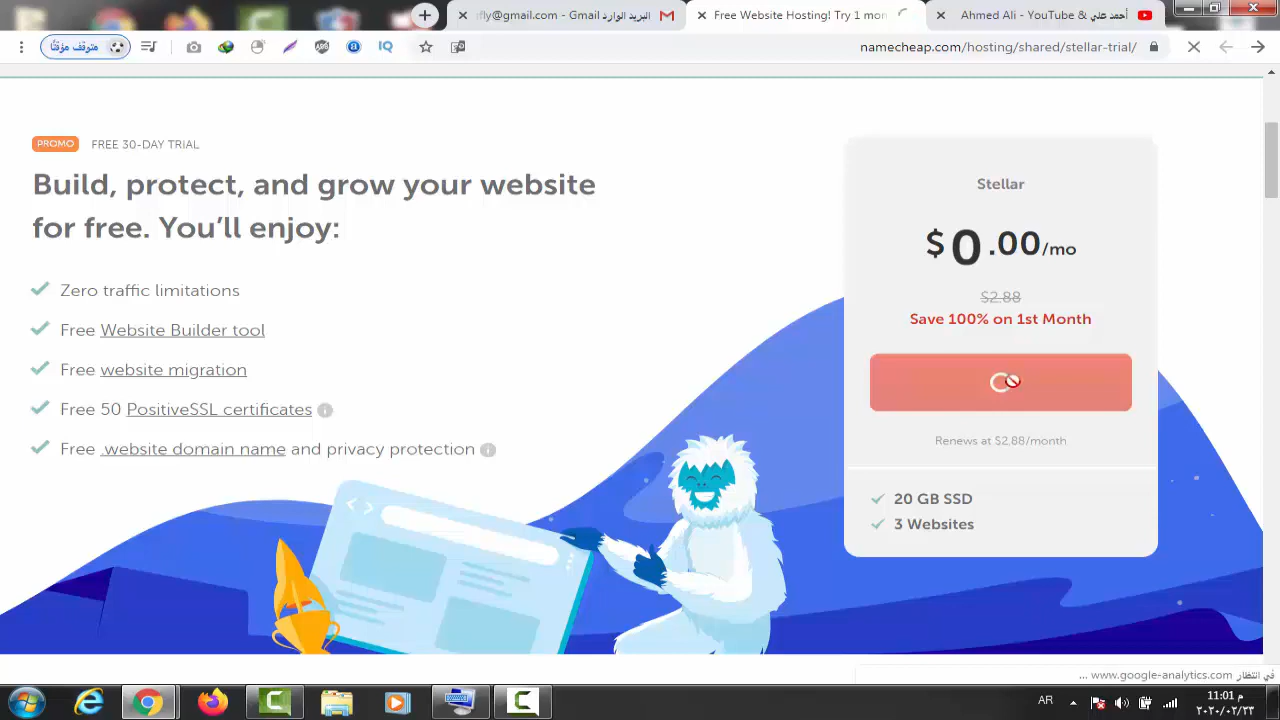 ily@gmail.com - Gmail البريد الوارد
Free Website Hosting! Try 1 mon
Ahmed Ali - YouTube & أحمد علي
متوقف مؤقتًا
ABP
a
IQ
namecheap.com/hosting/shared/stellar-trial/
PROMO FREE 30-DAY TRIAL
Build, protect, and grow your website
for free. You'll enjoy:
Zero traffic limitations
Free Website Builder tool
Free website migration
Free 50 PositiveSSL certificates i
Free .website domain name and privacy protection i
Stellar
$0.00/mo
$2.88
Save 100% on 1st Month
Renews at $2.88/month
20 GB SSD
3 Websites
في انتظار www.google-analytics.com ...
AR
11:01 م
٢٠٢٠/٠٢/٢٣